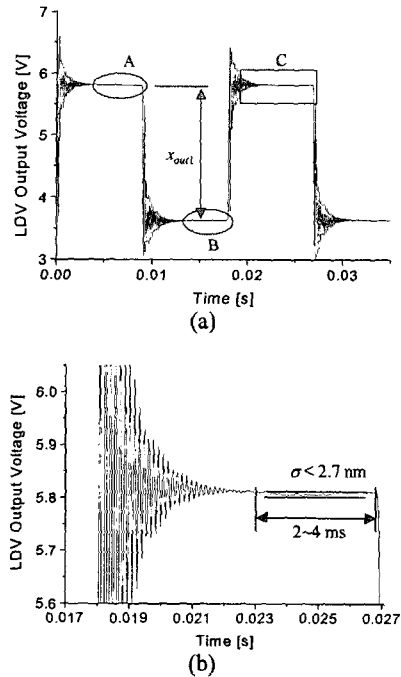 LDV Output Voltage [V]
7
6
5
4
3
A
C
x_out1
B
0.00 0.01 0.02 0.03
Time [s]
(a)
LDV Output Voltage [V]
6.0
5.9
5.8
5.7
5.6
σ < 2.7 nm
2~4 ms
0.017 0.019 0.021 0.023 0.025 0.027
Time [s]
(b)